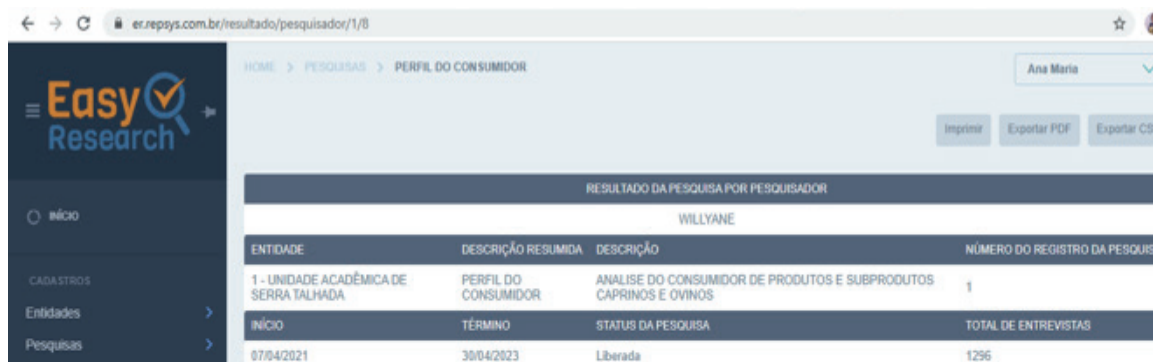 er.repsys.com.br/resultado/pesquisador/1/8
Easy
Research
HOME > PESQUISAS > PERFIL DO CONSUMIDOR
Ana Maria
Imprimir Exportar PDF Exportar CS
RESULTADO DA PESQUISA POR PESQUISADOR
WILLYANE
INÍCIO
ENTIDADE DESCRIÇÃO RESUMIDA DESCRIÇÃO NÚMERO DO REGISTRO DA PESQUIS
CADASTROS
1 - UNIDADE ACADÊMICA DE SERRA TALHADA
PERFIL DO CONSUMIDOR
ANALISE DO CONSUMIDOR DE PRODUTOS E SUBPRODUTOS CAPRINOS E OVINOS
1
Entidades
INÍCIO TÉRMINO STATUS DA PESQUISA TOTAL DE ENTREVISTAS
Pesquisas
07/04/2021 30/04/2023 Liberada 1296